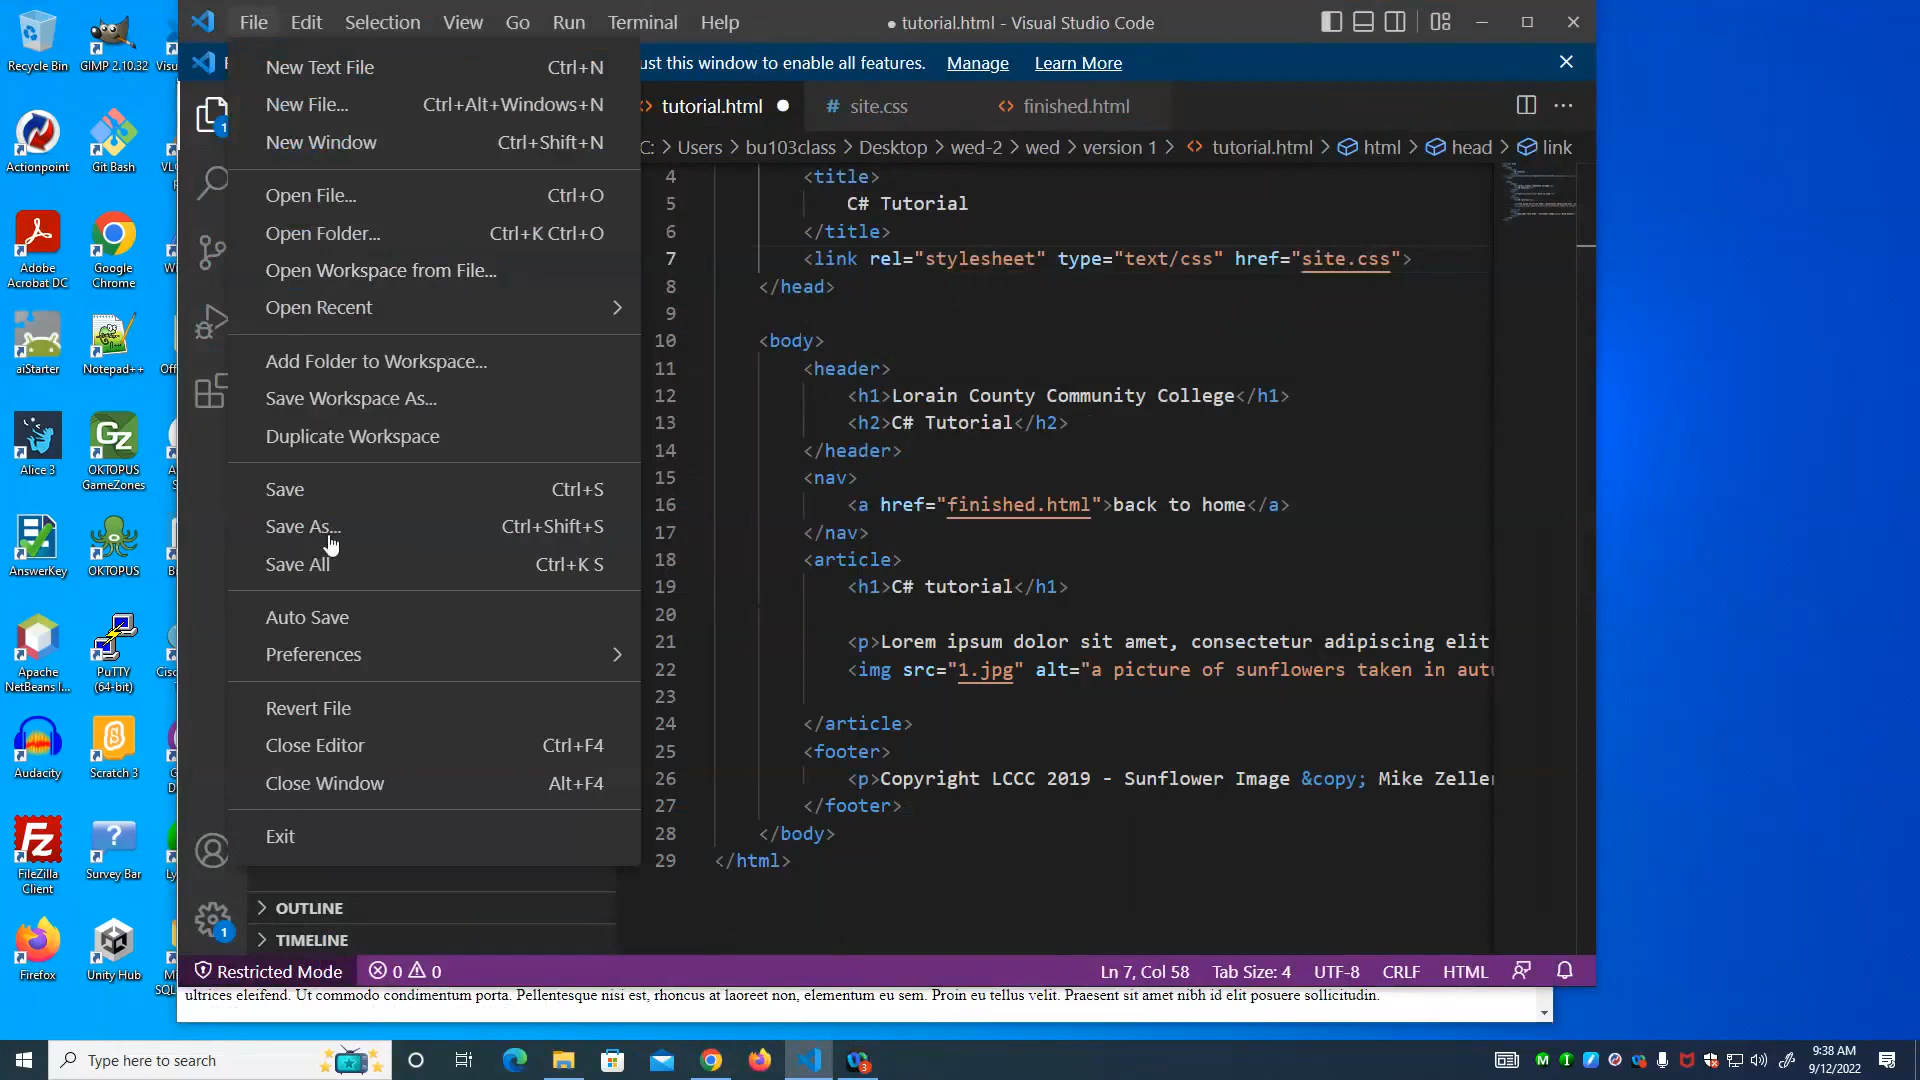 File Edit Selection View Go Run Terminal Help
● tutorial.html - Visual Studio Code
ust this window to enable all features. Manage Learn More
New Text File Ctrl+N
New File... Ctrl+Alt+Windows+N
New Window Ctrl+Shift+N
Open File... Ctrl+O
Open Folder... Ctrl+K Ctrl+O
Open Workspace from File...
Open Recent
Add Folder to Workspace...
Save Workspace As...
Duplicate Workspace
Save Ctrl+S
Save As... Ctrl+Shift+S
Save All Ctrl+K S
Auto Save
Preferences
Revert File
Close Editor Ctrl+F4
Close Window Alt+F4
Exit
OUTLINE
TIMELINE
tutorial.html ● # site.css <> finished.html
C: > Users > bu103class > Desktop > wed-2 > wed > version 1 > <> tutorial.html > html > head > link
4 <title>
5 C# Tutorial
6 </title>
7 <link rel="stylesheet" type="text/css" href="site.css">
8 </head>
9
10 <body>
11 <header>
12 <h1>Lorain County Community College</h1>
13 <h2>C# Tutorial</h2>
14 </header>
15 <nav>
16 <a href="finished.html">back to home</a>
17 </nav>
18 <article>
19 <h1>C# tutorial</h1>
20
21 <p>Lorem ipsum dolor sit amet, consectetur adipiscing elit
22 <img src="1.jpg" alt="a picture of sunflowers taken in aut
23
24 </article>
25 <footer>
26 <p>Copyright LCCC 2019 - Sunflower Image &copy; Mike Zeller
27 </footer>
28 </body>
29 </html>
1
1
Restricted Mode 0 0 Ln 7, Col 58 Tab Size: 4 UTF-8 CRLF HTML
ultrices eleifend. Ut commodo condimentum porta. Pellentesque nisi est, rhoncus at laoreet non, elementum eu sem. Proin eu tellus velit. Praesent sit amet nibh id elit posuere sollicitudin.
Recycle Bin GIMP 2.10.32 Visu
Actionpoint Git Bash
Adobe Acrobat DC Google Chrome
aiStarter Notepad++ Off
Alice 3 OKTOPUS GameZones
AnswerKey OKTOPUS
Apache NetBeans I... PuTTY (64-bit) Cisc
Audacity Scratch 3
FileZilla Client Survey Bar Ly
Firefox Unity Hub
Type here to search
3
9:38 AM
9/12/2022